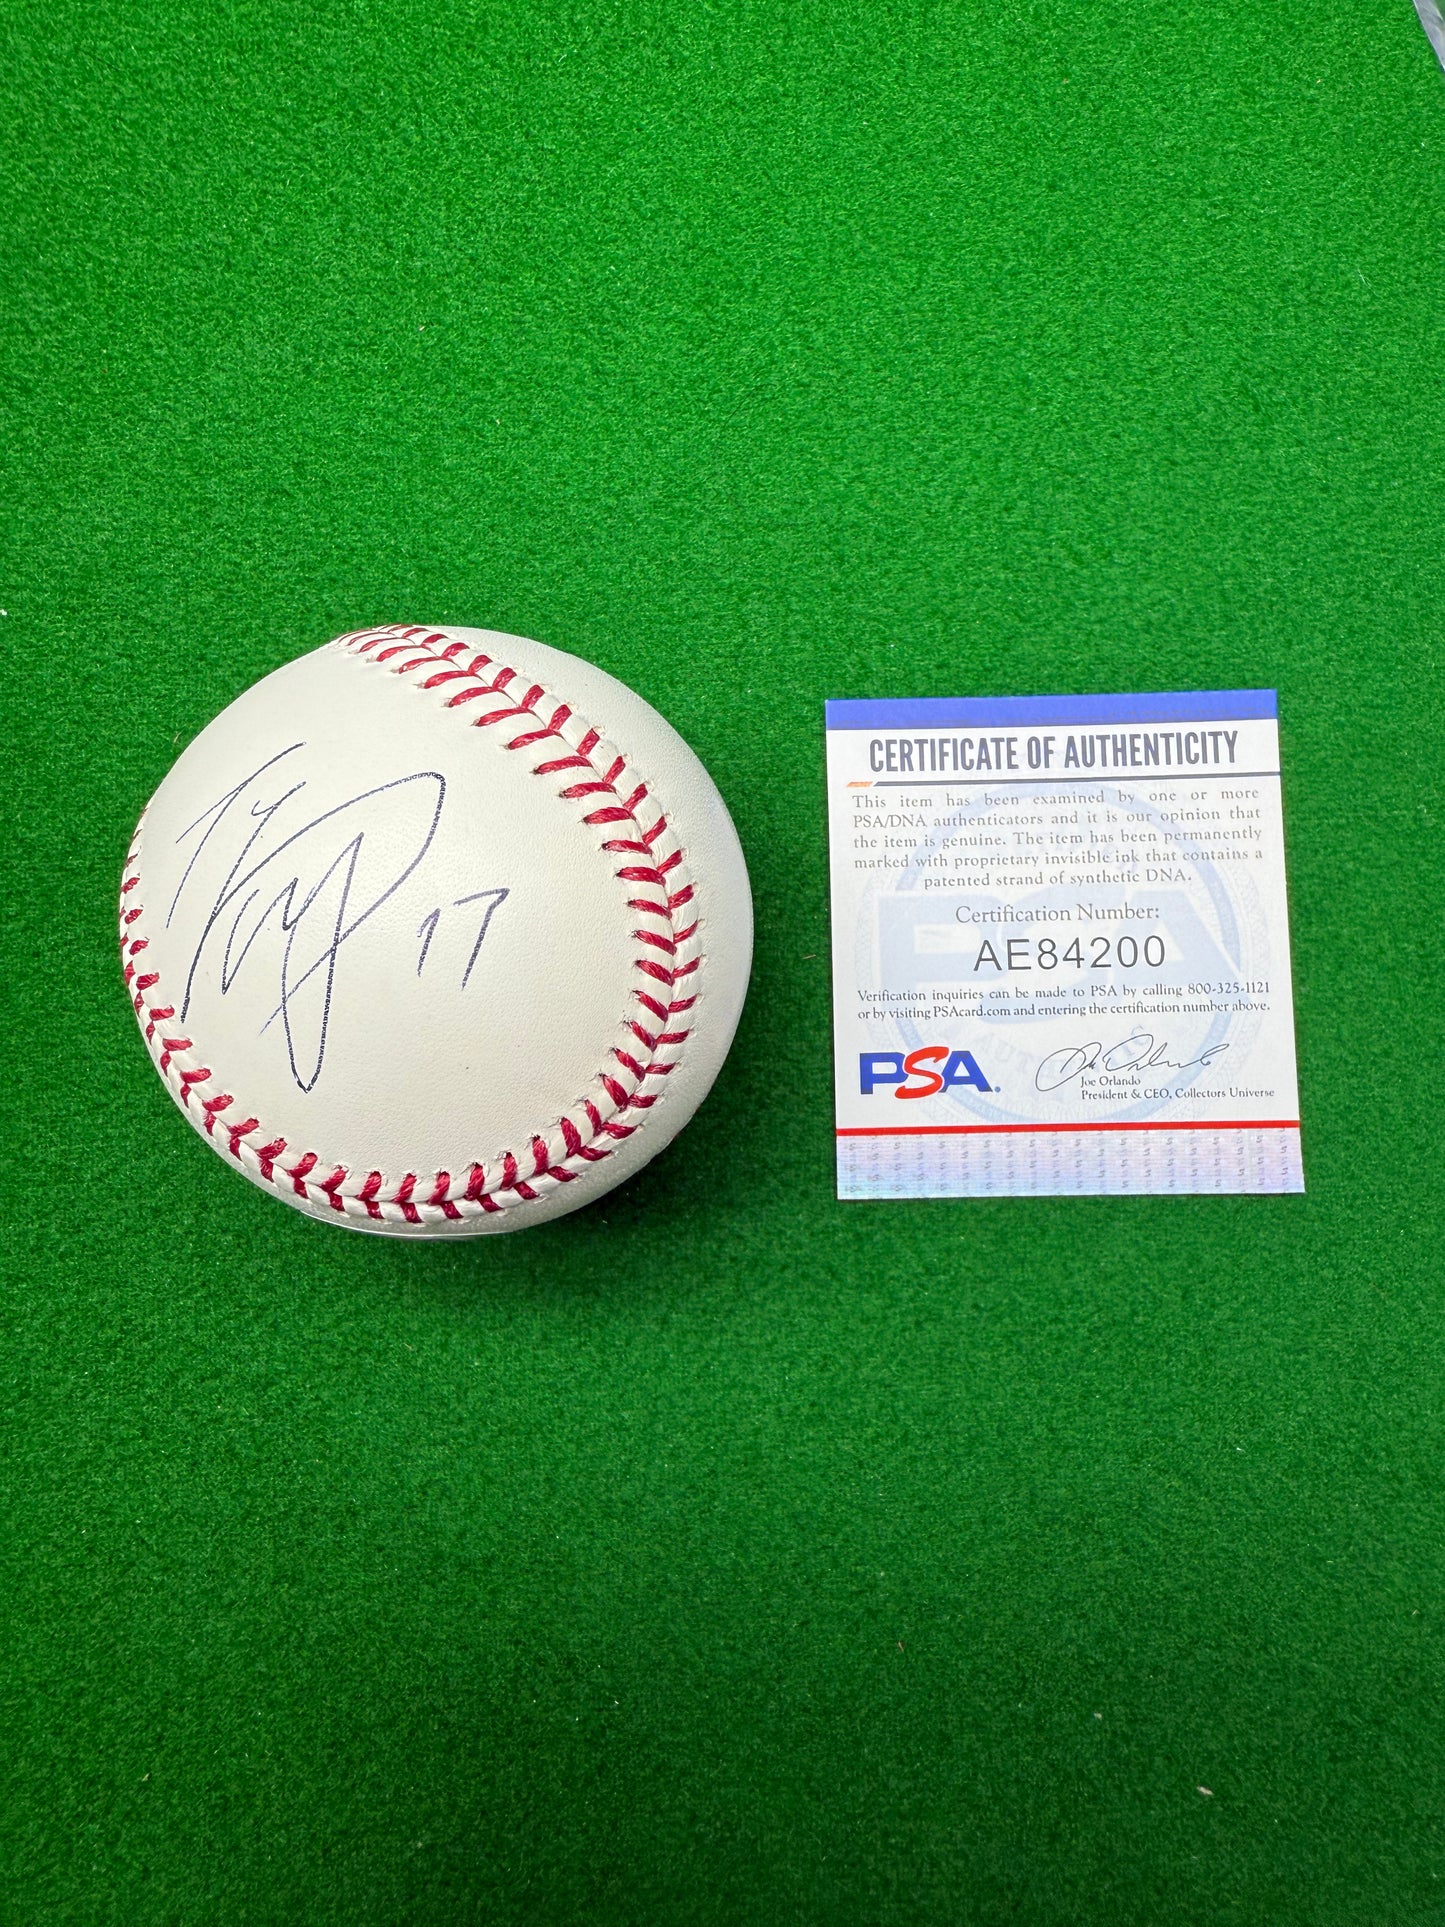 17
CERTIFICATE OF AUTHENTICITY
This item has been examined by one or more
PSA/DNA authenticators and it is our opinion that
the item is genuine. The item has been permanently
marked with proprietary invisible ink that contains a
patented strand of synthetic DNA.
Certification Number:
AE84200
Verification inquiries can be made to PSA by calling 800-325-1121
or by visiting PSAcard.com and entering the certification number above.
PSA.
Joe Orlando
President & CEO, Collectors Universe